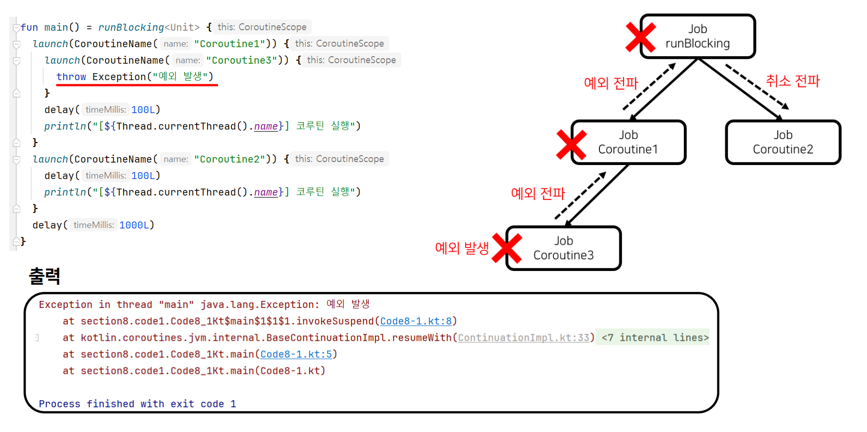 fun main() = runBlocking<Unit> { this: CoroutineScope
launch(CoroutineName( name: "Coroutine1")) { this: CoroutineScope
launch(CoroutineName( name: "Coroutine3")) { this: CoroutineScope
throw Exception("예외 발생")
}
delay( timeMillis: 100L)
println("[${Thread.currentThread().name}] 코루틴 실행")
}
launch(CoroutineName( name: "Coroutine2")) { this: CoroutineScope
delay( timeMillis: 100L)
println("[${Thread.currentThread().name}] 코루틴 실행")
}
delay( timeMillis: 1000L)
}
Job
runBlocking
예외 전파
취소 전파
Job
Coroutine1
Job
Coroutine2
예외 전파
예외 발생
Job
Coroutine3
출력
Exception in thread "main" java.lang.Exception: 예외 발생
at section8.code1.Code8_1Kt$main$1$1$1.invokeSuspend(Code8-1.kt:8)
at kotlin.coroutines.jvm.internal.BaseContinuationImpl.resumeWith(ContinuationImpl.kt:33) <7 internal lines>
at section8.code1.Code8_1Kt.main(Code8-1.kt:5)
at section8.code1.Code8_1Kt.main(Code8-1.kt)
Process finished with exit code 1